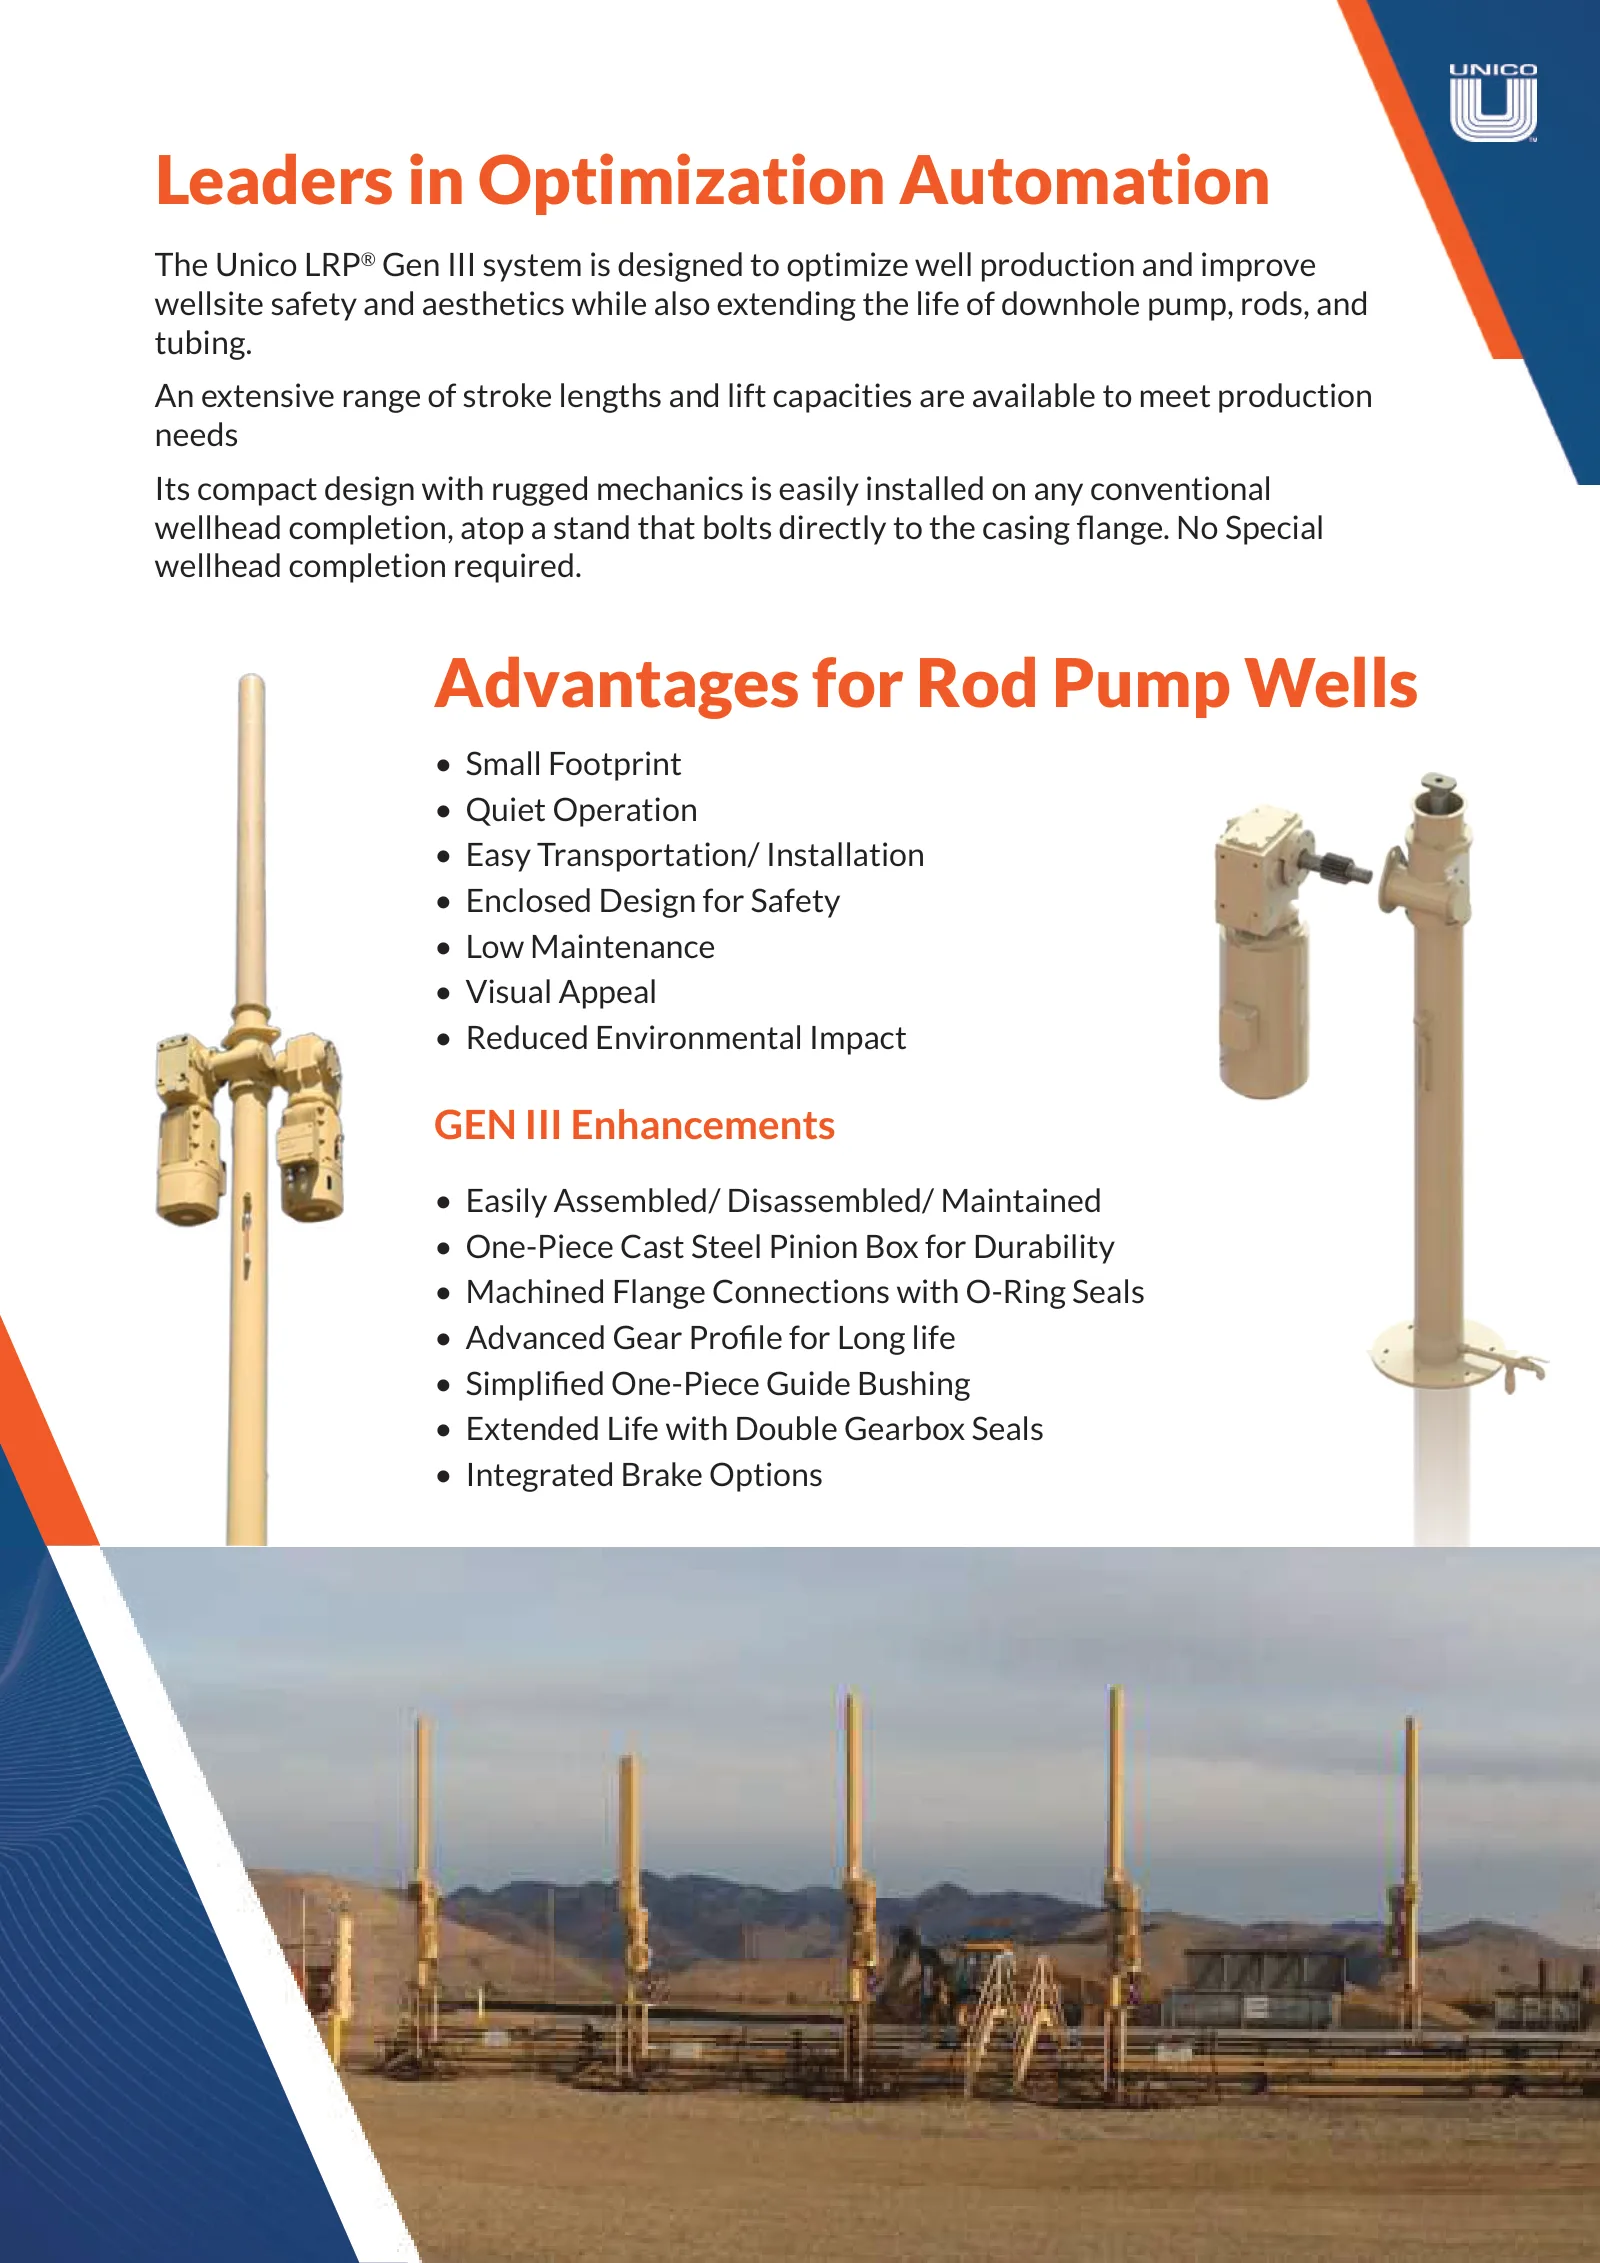 UNICO
Leaders in Optimization Automation
The Unico LRP® Gen III system is designed to optimize well production and improve
wellsite safety and aesthetics while also extending the life of downhole pump, rods, and
tubing.
An extensive range of stroke lengths and lift capacities are available to meet production
needs
Its compact design with rugged mechanics is easily installed on any conventional
wellhead completion, atop a stand that bolts directly to the casing flange. No Special
wellhead completion required.
Advantages for Rod Pump Wells
• Small Footprint
• Quiet Operation
• Easy Transportation/ Installation
• Enclosed Design for Safety
• Low Maintenance
• Visual Appeal
• Reduced Environmental Impact
GEN III Enhancements
• Easily Assembled/ Disassembled/ Maintained
• One-Piece Cast Steel Pinion Box for Durability
• Machined Flange Connections with O-Ring Seals
• Advanced Gear Profile for Long life
• Simplified One-Piece Guide Bushing
• Extended Life with Double Gearbox Seals
• Integrated Brake Options